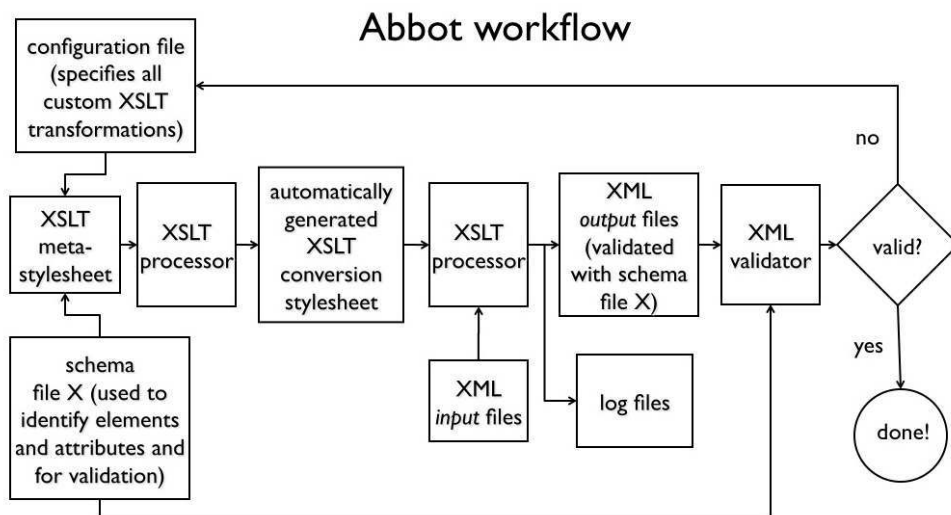 Abbot workflow
configuration file
(specifies all
custom XSLT
transformations)
no
XSLT
meta-
stylesheet
XSLT
processor
automatically
generated
XSLT
conversion
stylesheet
XSLT
processor
XML
output files
(validated
with schema
file X)
XML
validator
valid?
yes
schema
file X (used to
identify elements
and attributes and
for validation)
XML
input files
log files
done!